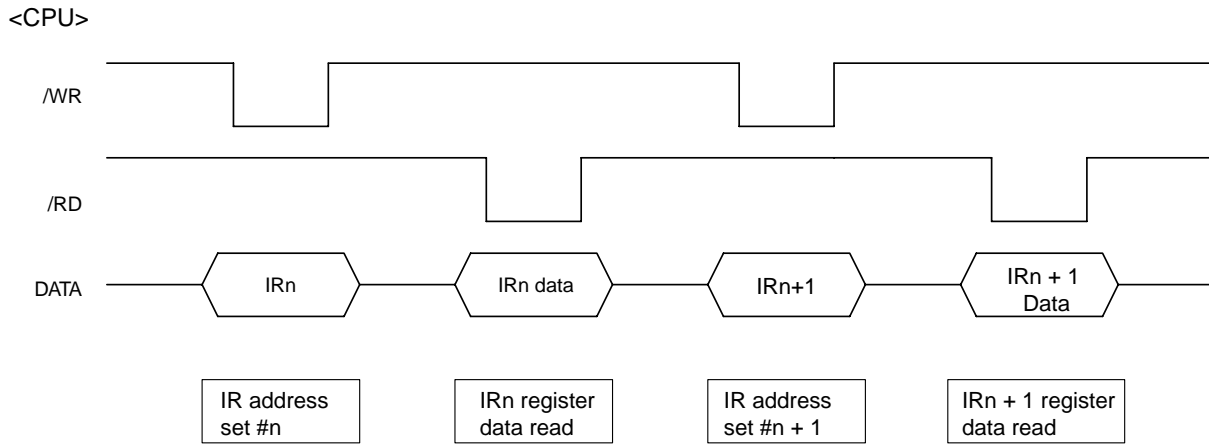 <CPU>
/WR
/RD
DATA
IRn
IRn data
IRn+1
IRn + 1
Data
IR address
set #n
IRn register
data read
IR address
set #n + 1
IRn + 1 register
data read